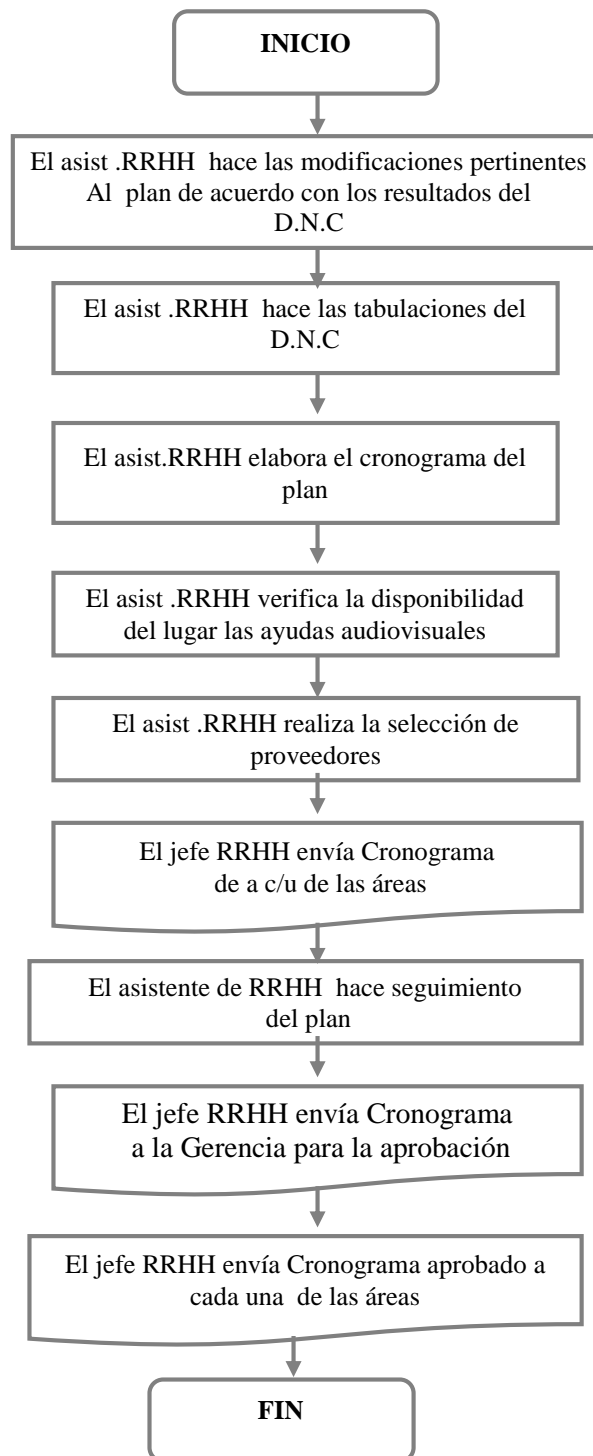 INICIO
El asist .RRHH hace las modificaciones pertinentes
Al plan de acuerdo con los resultados del
D.N.C
El asist .RRHH hace las tabulaciones del
D.N.C
El asist.RRHH elabora el cronograma del
plan
El asist .RRHH verifica la disponibilidad
del lugar las ayudas audiovisuales
El asist .RRHH realiza la selección de
proveedores
El jefe RRHH envía Cronograma
de a c/u de las áreas
El asistente de RRHH hace seguimiento
del plan
El jefe RRHH envía Cronograma
a la Gerencia para la aprobación
El jefe RRHH envía Cronograma aprobado a
cada una de las áreas
FIN